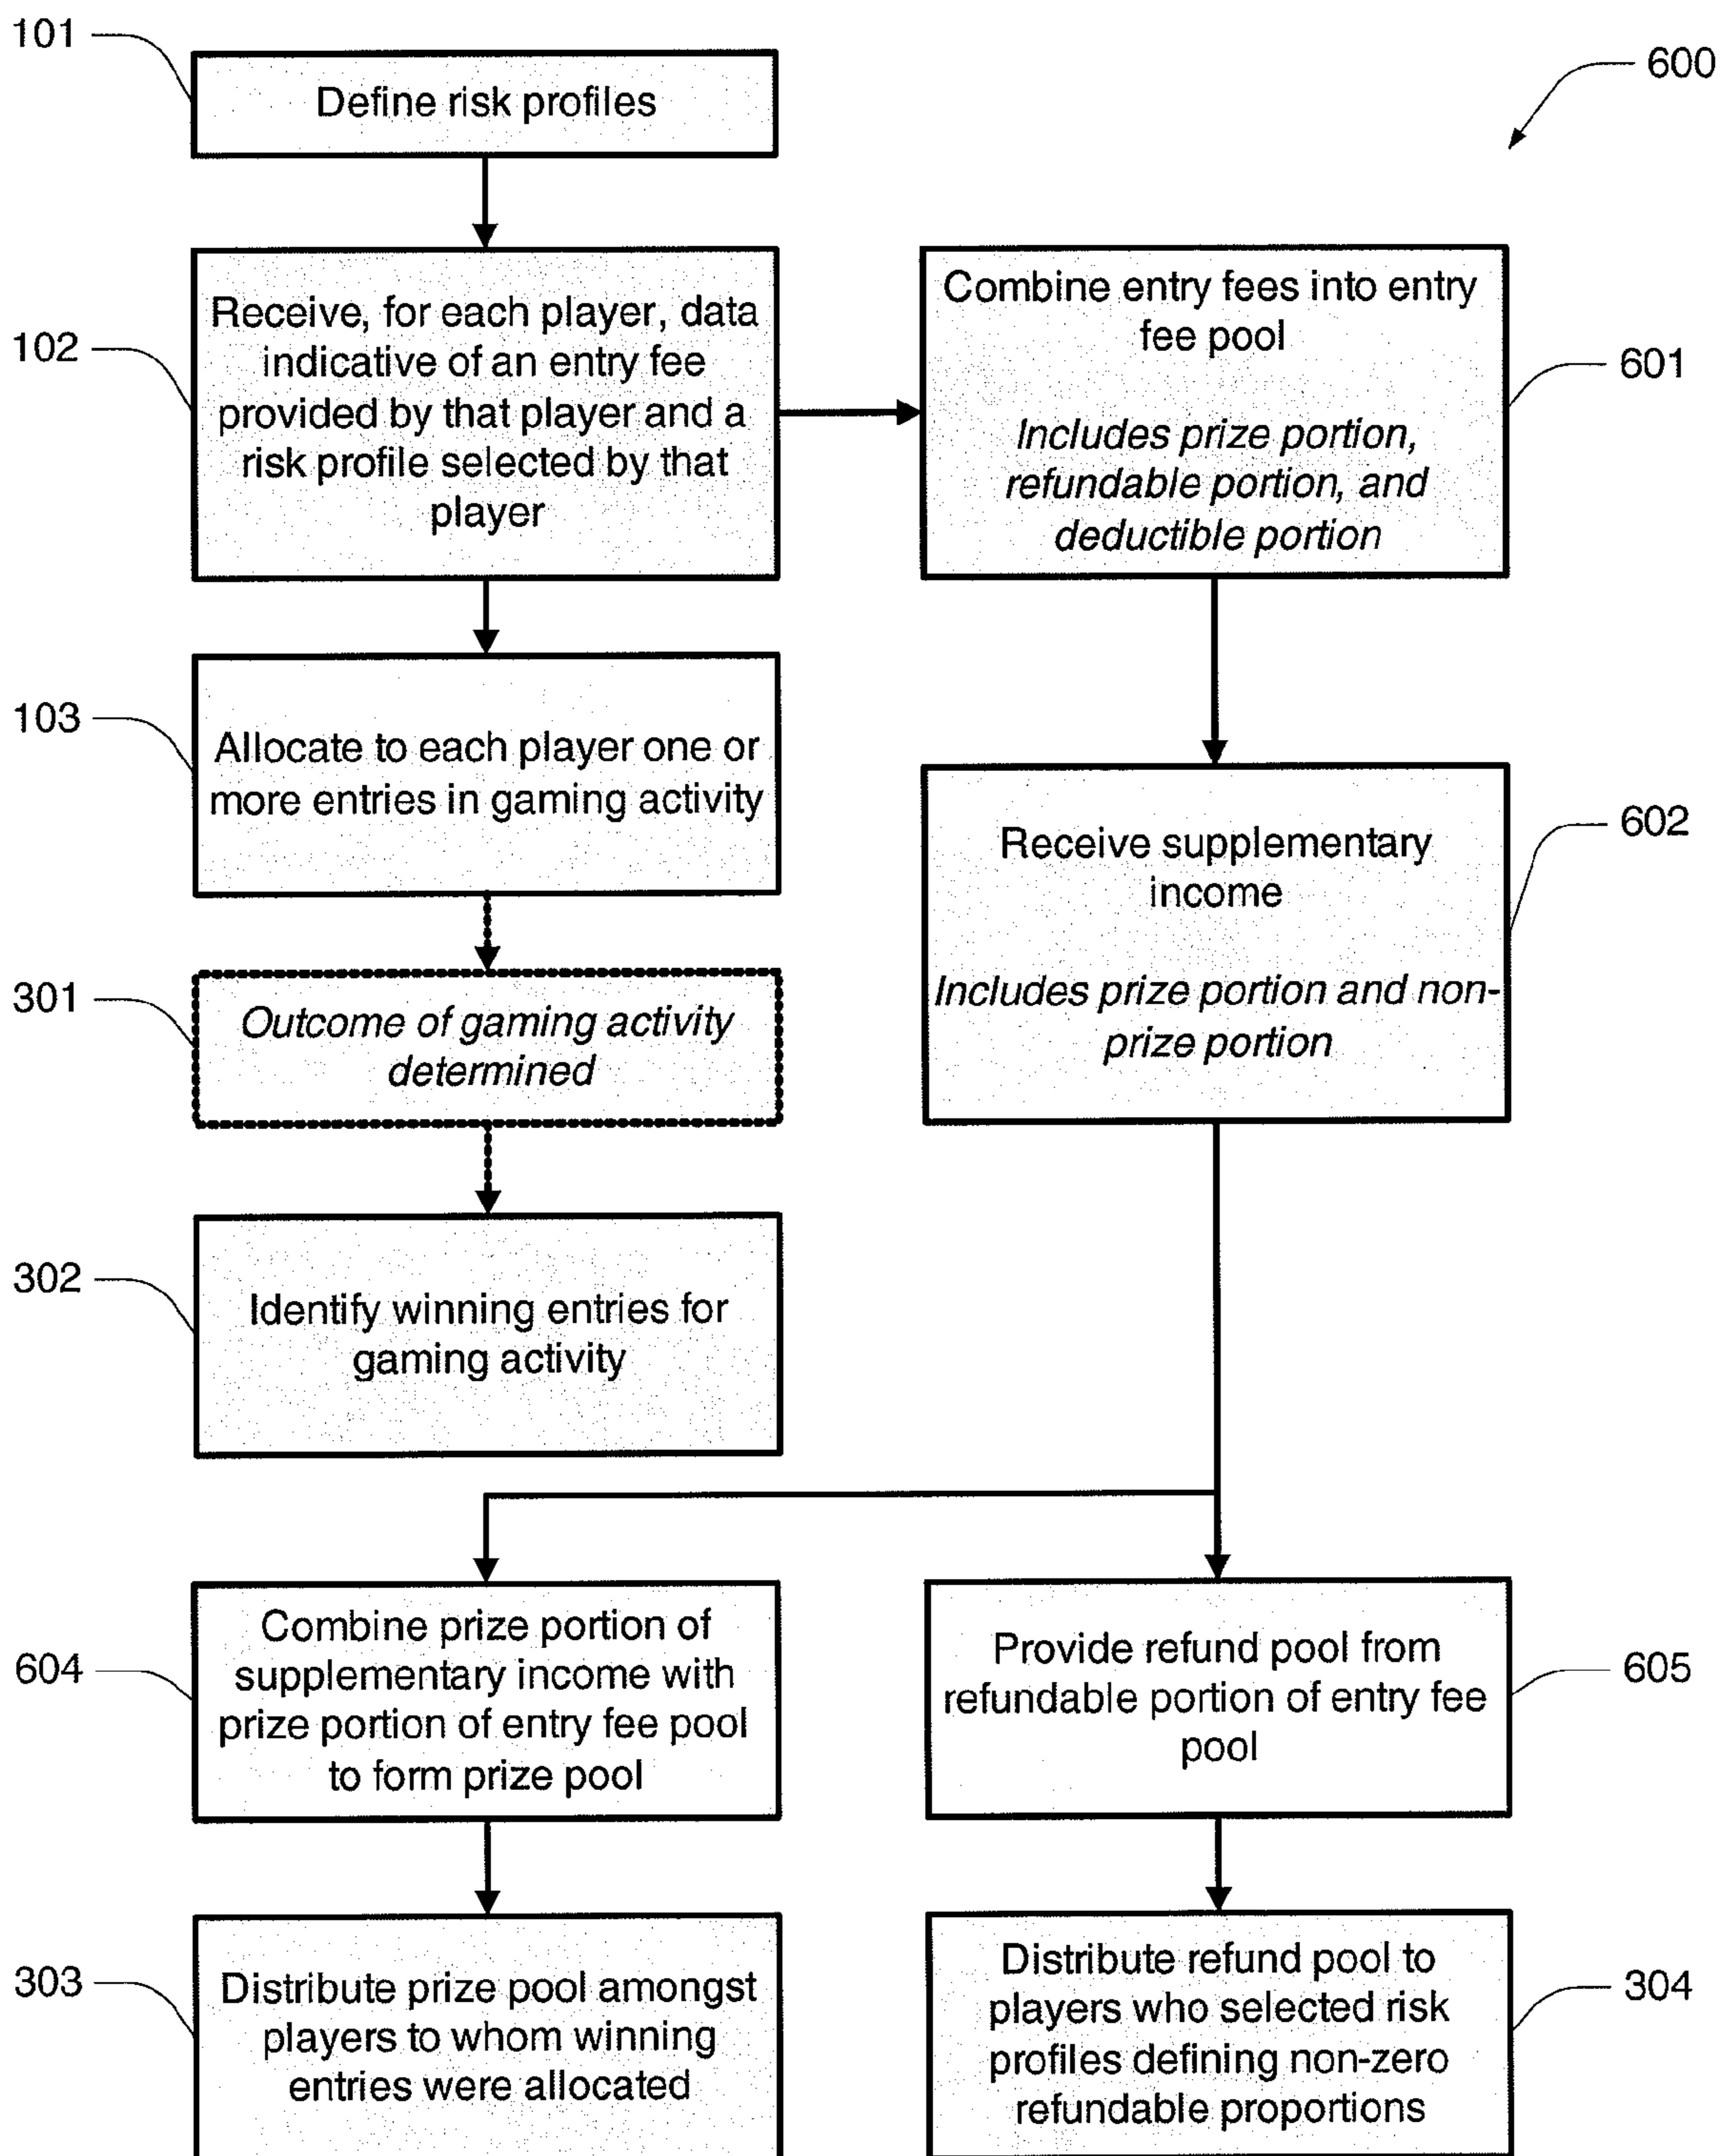 101
Define risk profiles
600
102
Receive, for each player, data
indicative of an entry fee
provided by that player and a
risk profile selected by that
player
Combine entry fees into entry
fee pool
Includes prize portion,
refundable portion, and
deductible portion
601
103
Allocate to each player one or
more entries in gaming activity
Receive supplementary
income
Includes prize portion and non-
prize portion
602
301
Outcome of gaming activity
determined
302
Identify winning entries for
gaming activity
604
Combine prize portion of
supplementary income with
prize portion of entry fee pool
to form prize pool
Provide refund pool from
refundable portion of entry fee
pool
605
303
Distribute prize pool amongst
players to whom winning
entries were allocated
Distribute refund pool to
players who selected risk
profiles defining non-zero
refundable proportions
304